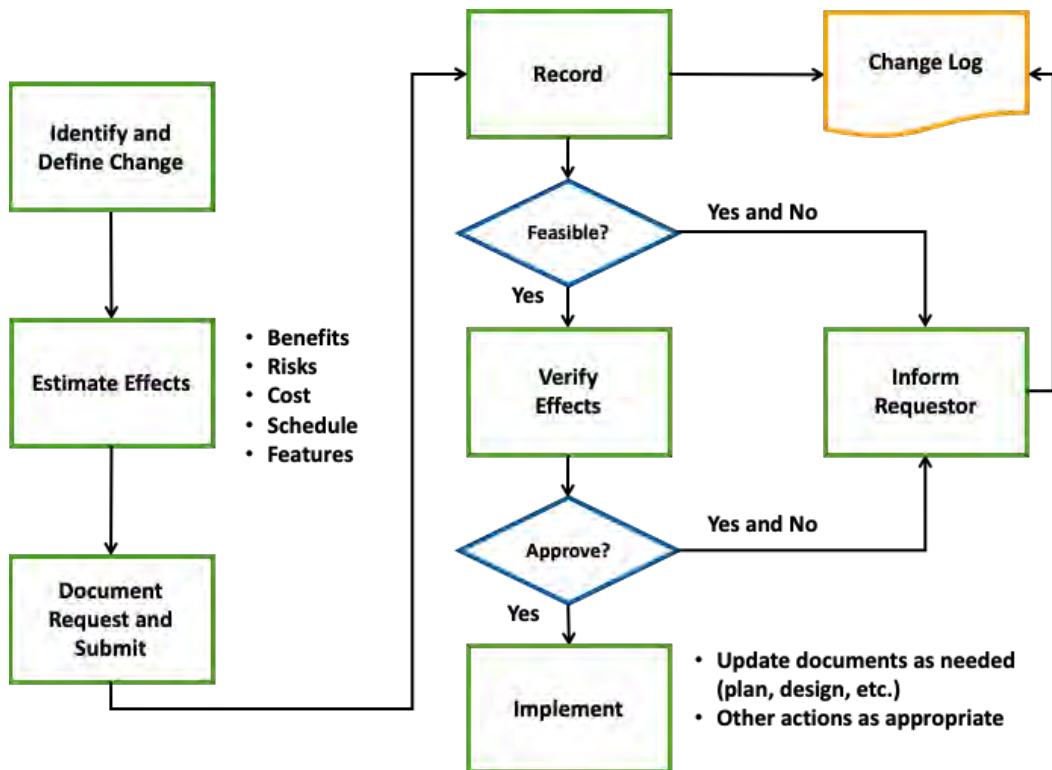 Identify and
Define Change
Estimate Effects
• Benefits
• Risks
• Cost
• Schedule
• Features
Document
Request and
Submit
Record
Change Log
Feasible?
Yes and No
Yes
Verify
Effects
Inform
Requestor
Approve?
Yes and No
Yes
Implement
• Update documents as needed
(plan, design, etc.)
• Other actions as appropriate